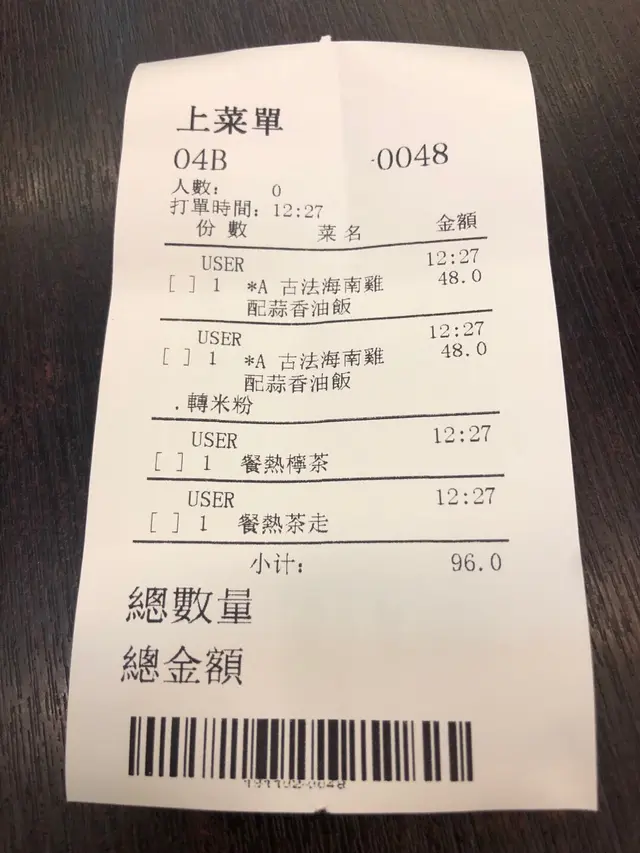 上菜單
04B 0048
人數: 0
打單時間: 12:27
份數 菜名 金額
USER 12:27
[ ] 1 *A 古法海南雞 48.0
配蒜香油飯
USER 12:27
[ ] 1 *A 古法海南雞 48.0
配蒜香油飯
.轉米粉
USER 12:27
[ ] 1 餐熱檸茶
USER 12:27
[ ] 1 餐熱茶走
小计: 96.0
總數量
總金額
191102-0048